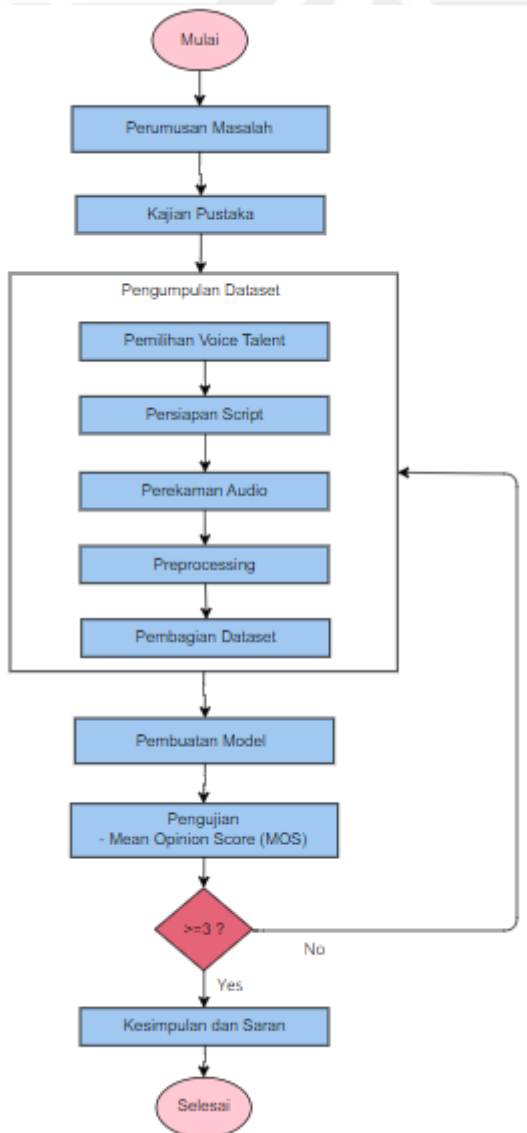 Mulai
Perumusan Masalah
Kajian Pustaka
Pengumpulan Dataset
Pemilihan Voice Talent
Persiapan Script
Perekaman Audio
Preprocessing
Pembagian Dataset
Pembuatan Model
Pengujian
- Mean Opinion Score (MOS)
>=3 ?
No
Yes
Kesimpulan dan Saran
Selesai